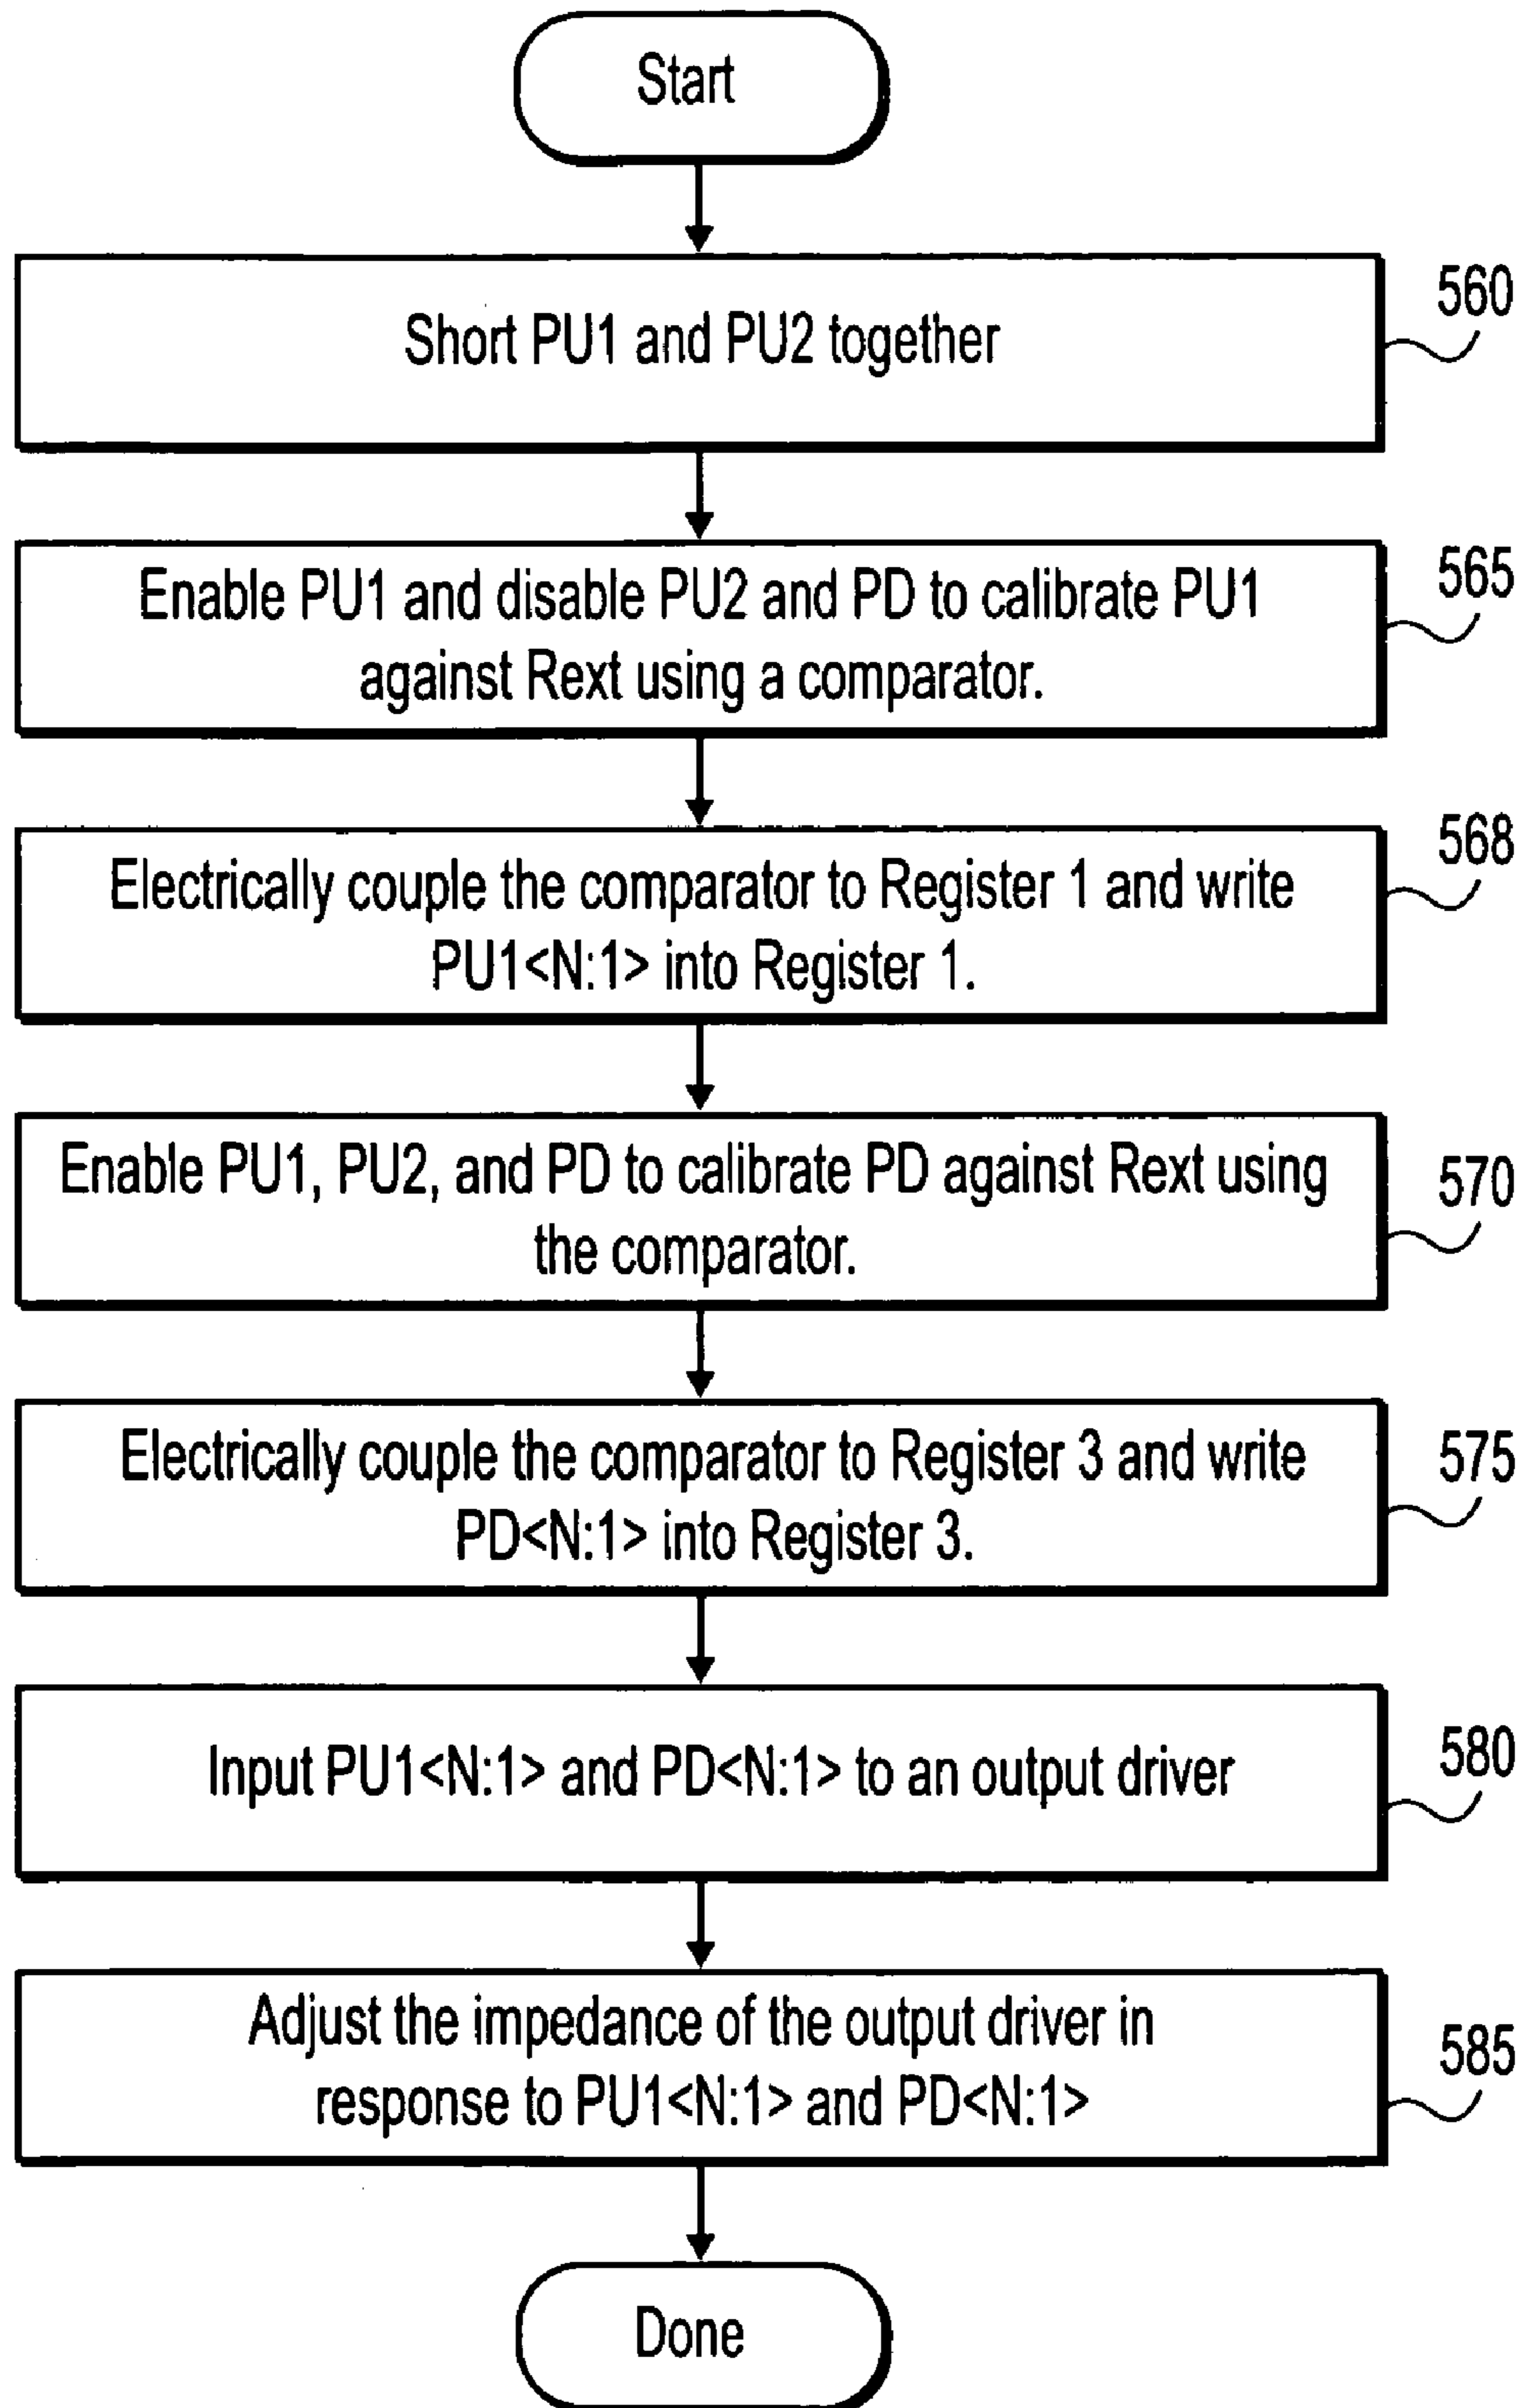 Start
Short PU1 and PU2 together
560
Enable PU1 and disable PU2 and PD to calibrate PU1
against Rext using a comparator.
565
Electrically couple the comparator to Register 1 and write
PU1<N:1> into Register 1.
568
Enable PU1, PU2, and PD to calibrate PD against Rext using
the comparator.
570
Electrically couple the comparator to Register 3 and write
PD<N:1> into Register 3.
575
Input PU1<N:1> and PD<N:1> to an output driver
580
Adjust the impedance of the output driver in
response to PU1<N:1> and PD<N:1>
585
Done